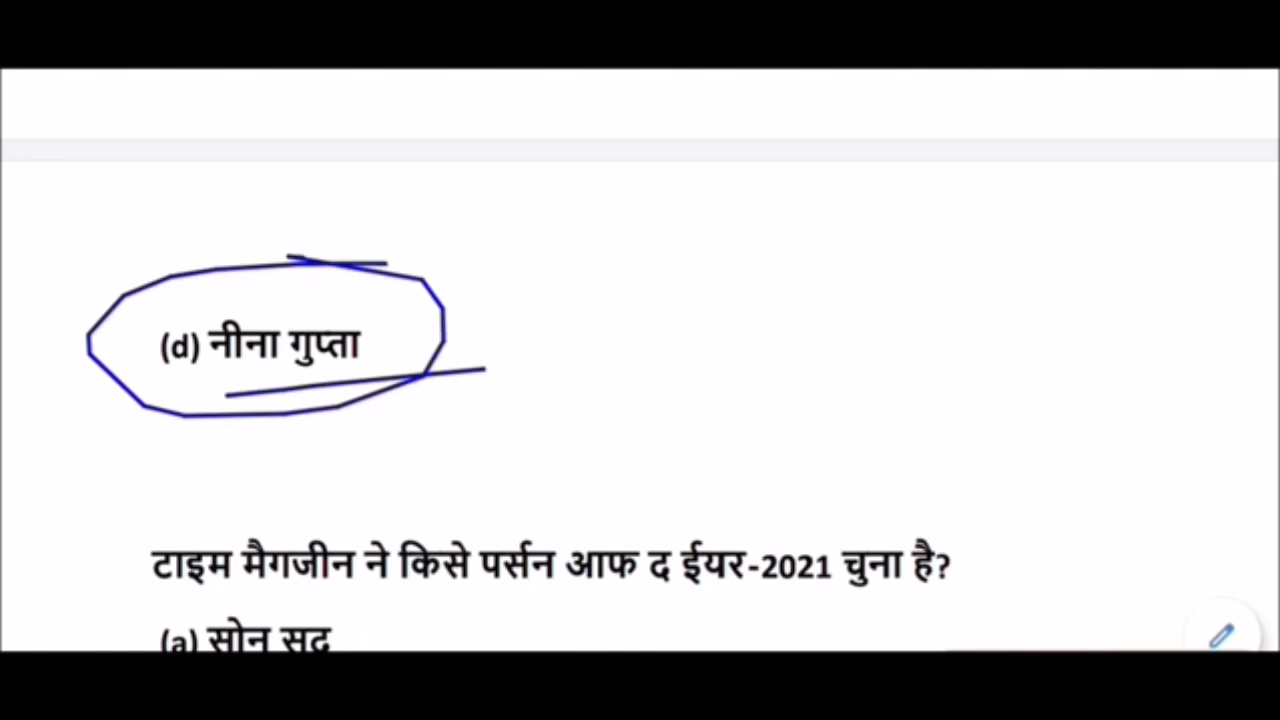 (d) नीना गुप्ता
टाइम मैगजीन ने किसे पर्सन आफ द ईयर-2021 चुना है?
(a) सोनू सूद